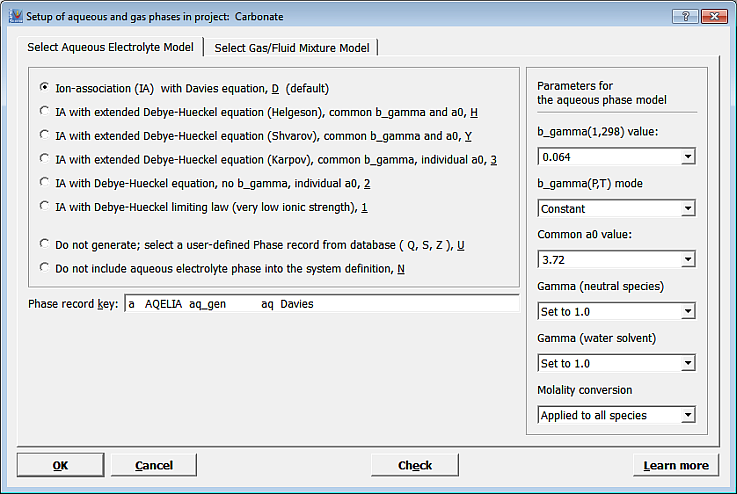 Setup of aqueous and gas phases in project: Carbonate
Select Aqueous Electrolyte Model
Select Gas/Fluid Mixture Model
Ion-association (IA) with Davies equation, D (default)
IA with extended Debye-Hueckel equation (Helgeson), common b_gamma and a0, H
IA with extended Debye-Hueckel equation (Shvarov), common b_gamma and a0, Y
IA with extended Debye-Hueckel equation (Karpov), common b_gamma, individual a0, 3
IA with Debye-Hueckel equation, no b_gamma, individual a0, 2
IA with Debye-Hueckel limiting law (very low ionic strength), 1
Do not generate; select a user-defined Phase record from database ( Q, S, Z ), U
Do not include aqueous electrolyte phase into the system definition, N
Phase record key: a AQELIA aq_gen aq Davies
Parameters for
the aqueous phase model
b_gamma(1,298) value:
0.064
b_gamma(P,T) mode
Constant
Common a0 value:
3.72
Gamma (neutral species)
Set to 1.0
Gamma (water solvent)
Set to 1.0
Molality conversion
Applied to all species
OK
Cancel
Check
Learn more